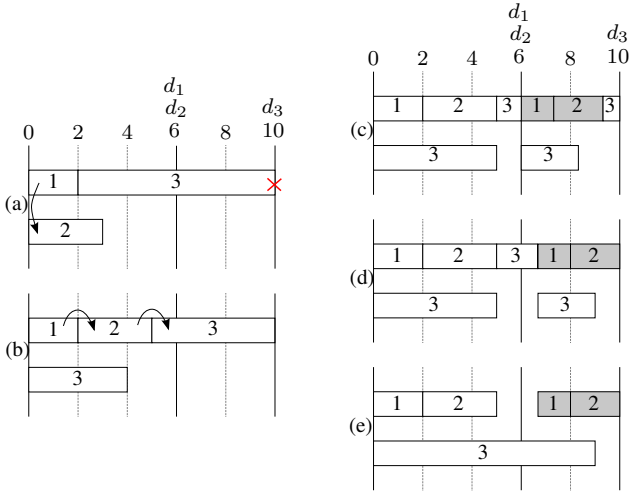 d1
d2 d3
0 2 4 6 8 10
1 3
(a)
2
1 2 3
(b)
3
d1
d2 d3
0 2 4 6 8 10
1 2 3 1 2 3
(c)
3 3
1 2 3 1 2
(d)
3 3
1 2 1 2
(e)
3